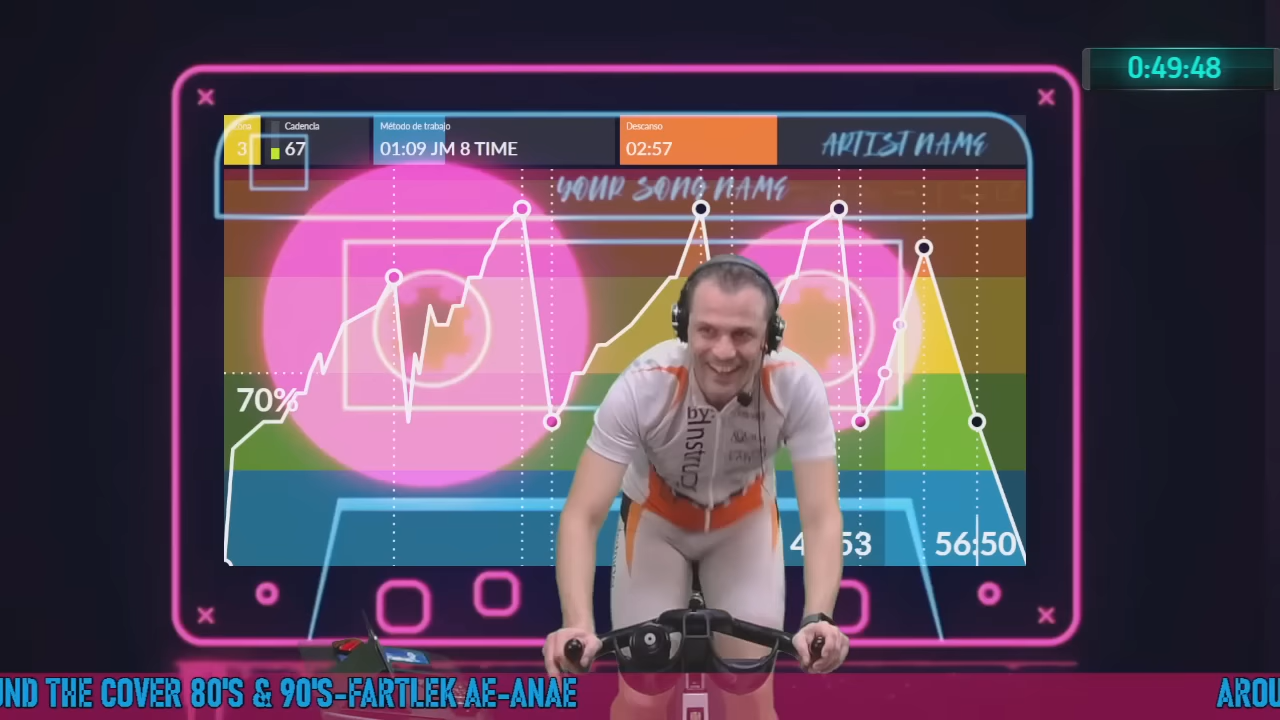 0:49:48
Zona
3
Cadencia
67
Método de trabajo
01:09 JM 8 TIME
Descanso
02:57
ARTIST NAME
YOUR SONG NAME
70%
56:50
UND THE COVER 80'S & 90'S-FARTLEK AE-ANAE
AROU